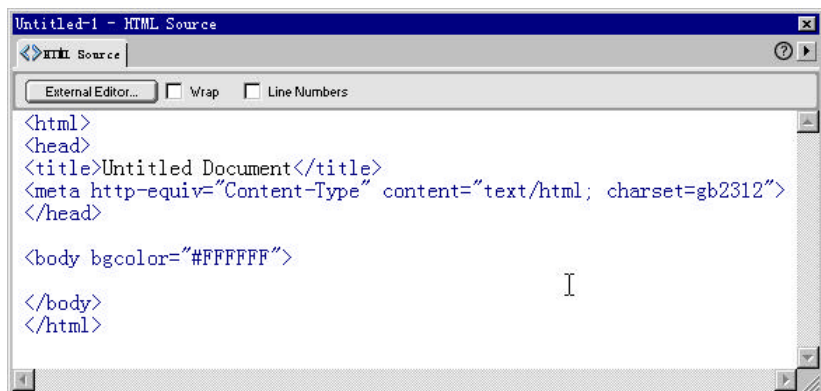 Untitled-1 - HTML Source
HTML Source
External Editor... Wrap Line Numbers
<html>
<head>
<title>Untitled Document</title>
<meta http-equiv="Content-Type" content="text/html; charset=gb2312">
</head>
<body bgcolor="#FFFFFF">
</body>
</html>